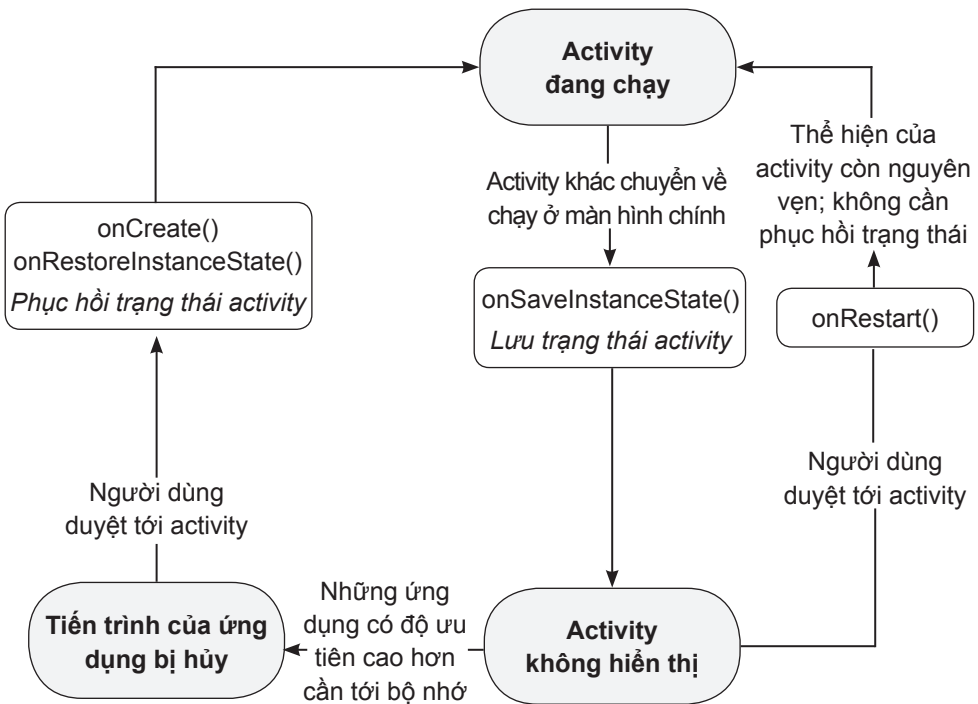 Activity
đang chạy
Thể hiện của
activity còn nguyên
vẹn; không cần
phục hồi trạng thái
Activity khác chuyển về
chạy ở màn hình chính
onCreate()
onRestoreInstanceState()
Phục hồi trạng thái activity
onSaveInstanceState()
Lưu trạng thái activity
onRestart()
Người dùng
duyệt tới activity
Người dùng
duyệt tới activity
Tiến trình của ứng
dụng bị hủy
Những ứng
dụng có độ ưu
tiên cao hơn
cần tới bộ nhớ
Activity
không hiển thị